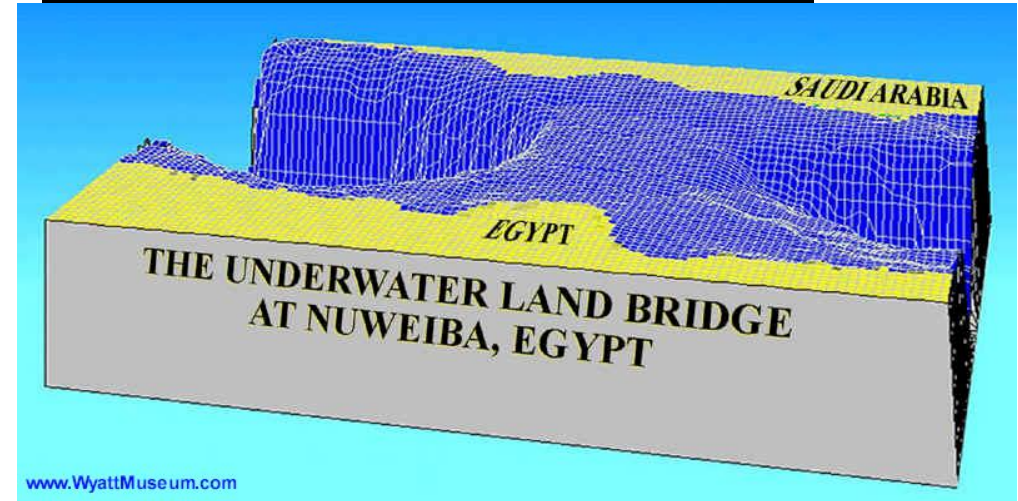 SAUDI ARABIA
EGYPT
THE UNDERWATER LAND BRIDGE
AT NUWEIBA, EGYPT
www.WyattMuseum.com